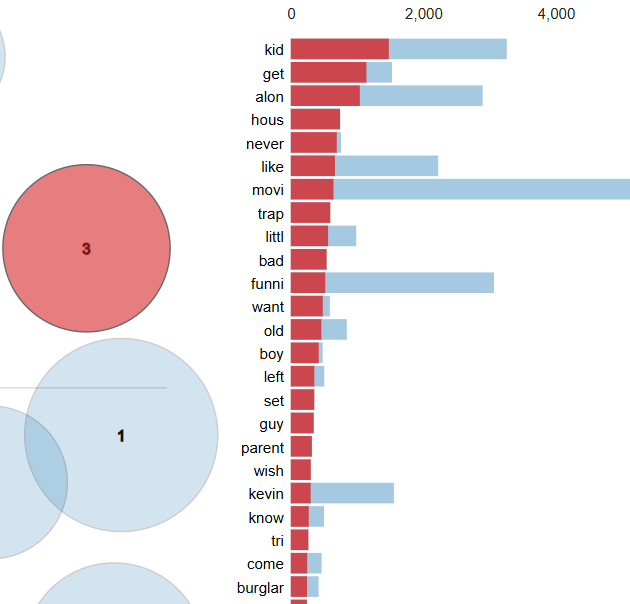 0 2,000 4,000
kid
get
alon
hous
never
like
movi
trap
3
littl
bad
funni
want
old
boy
left
set
guy
1
parent
wish
kevin
know
tri
come
burglar